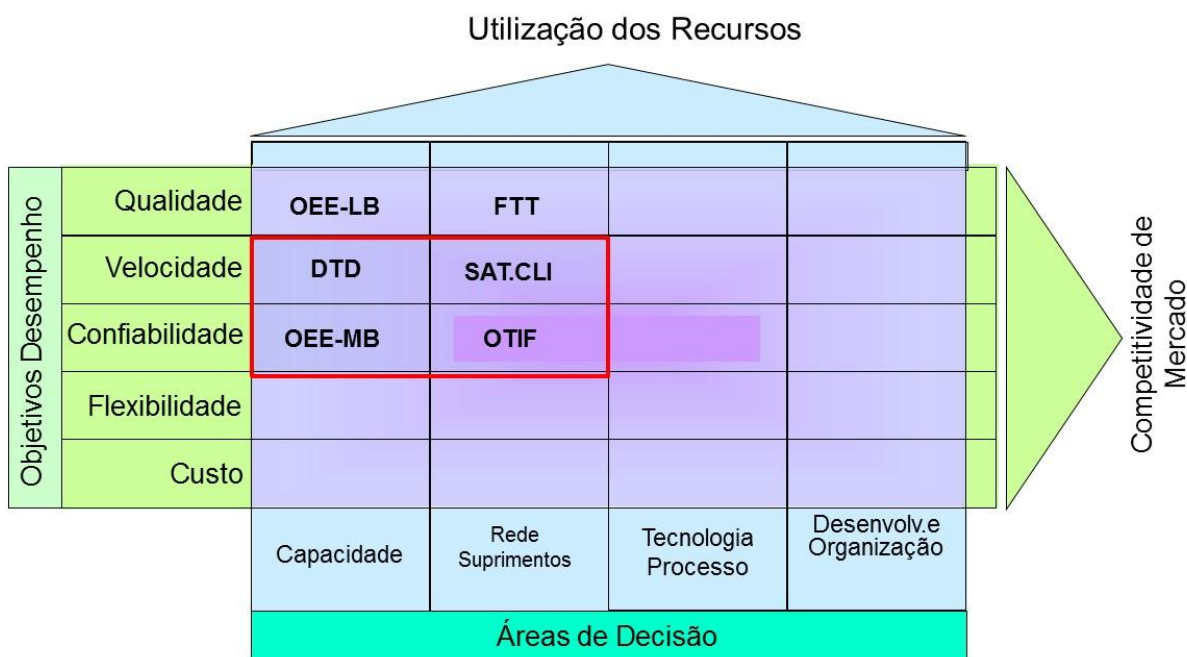 Utilização dos Recursos
Objetivos Desempenho
Qualidade OEE-LB FTT
Velocidade DTD SAT.CLI
Confiabilidade OEE-MB OTIF
Flexibilidade
Custo
Competitividade de
Mercado
Capacidade
Rede
Suprimentos
Tecnologia
Processo
Desenvolv.e
Organização
Áreas de Decisão